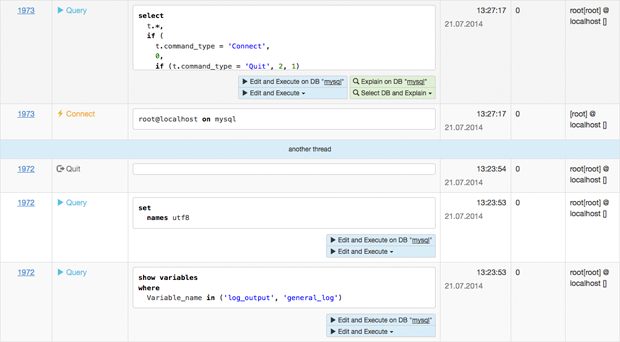 1973 Query 13:27:17 0 root[root] @
21.07.2014 localhost []
select
t.*,
if (
t.command_type = 'Connect',
0,
if (t.command_type = 'Quit', 2, 1)
Edit and Execute on DB "mysql" Explain on DB "mysql"
Edit and Execute Select DB and Explain
1973 Connect 13:27:17 0 [root] @
root@localhost on mysql
21.07.2014 localhost []
another thread
1972 Quit 13:23:54 0 root[root] @
21.07.2014 localhost []
1972 Query 13:23:53 0 root[root] @
21.07.2014 localhost []
set
names utf8
Edit and Execute on DB "mysql"
Edit and Execute
1972 Query 13:23:53 0 root[root] @
21.07.2014 localhost []
show variables
where
Variable_name in ('log_output', 'general_log')
Edit and Execute on DB "mysql"
Edit and Execute